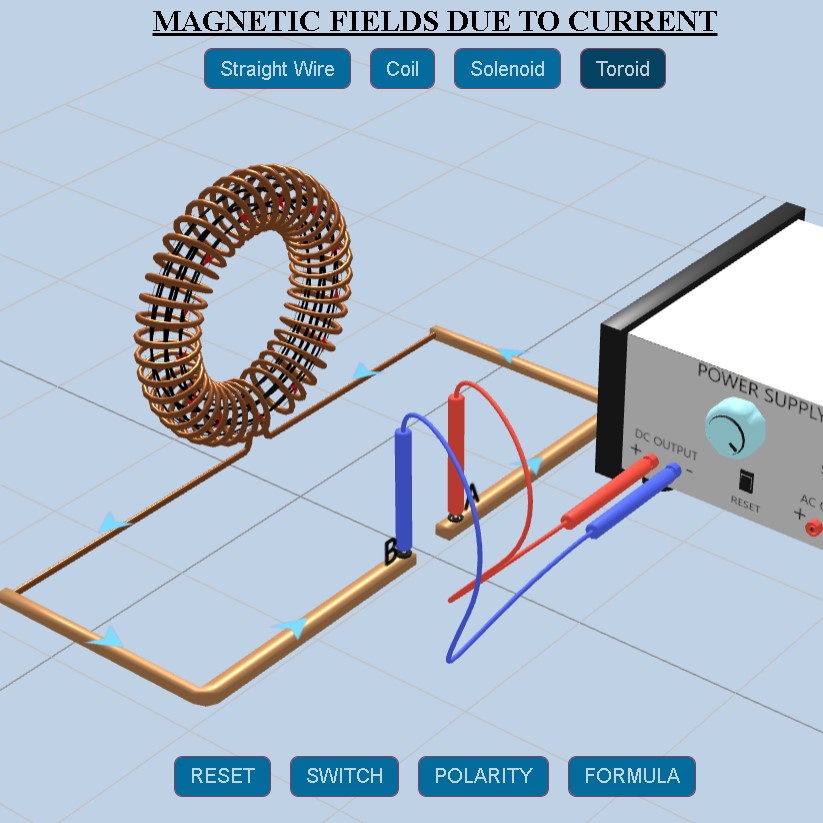 MAGNETIC FIELDS DUE TO CURRENT
Straight Wire
Coil
Solenoid
Toroid
POWER SUPPLY
DC OUTPUT
+ -
RESET
AC
+
A
B
RESET
SWITCH
POLARITY
FORMULA